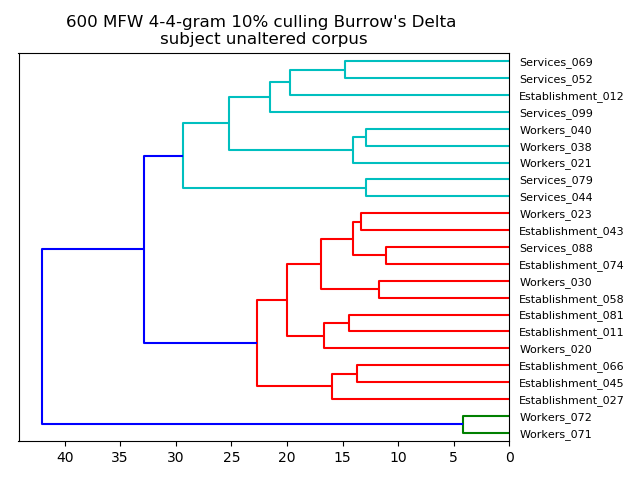 600 MFW 4-4-gram 10% culling Burrow's Delta
subject unaltered corpus
Services_069
Services_052
Establishment_012
Services_099
Workers_040
Workers_038
Workers_021
Services_079
Services_044
Workers_023
Establishment_043
Services_088
Establishment_074
Workers_030
Establishment_058
Establishment_081
Establishment_011
Workers_020
Establishment_066
Establishment_045
Establishment_027
Workers_072
Workers_071
40 35 30 25 20 15 10 5 0